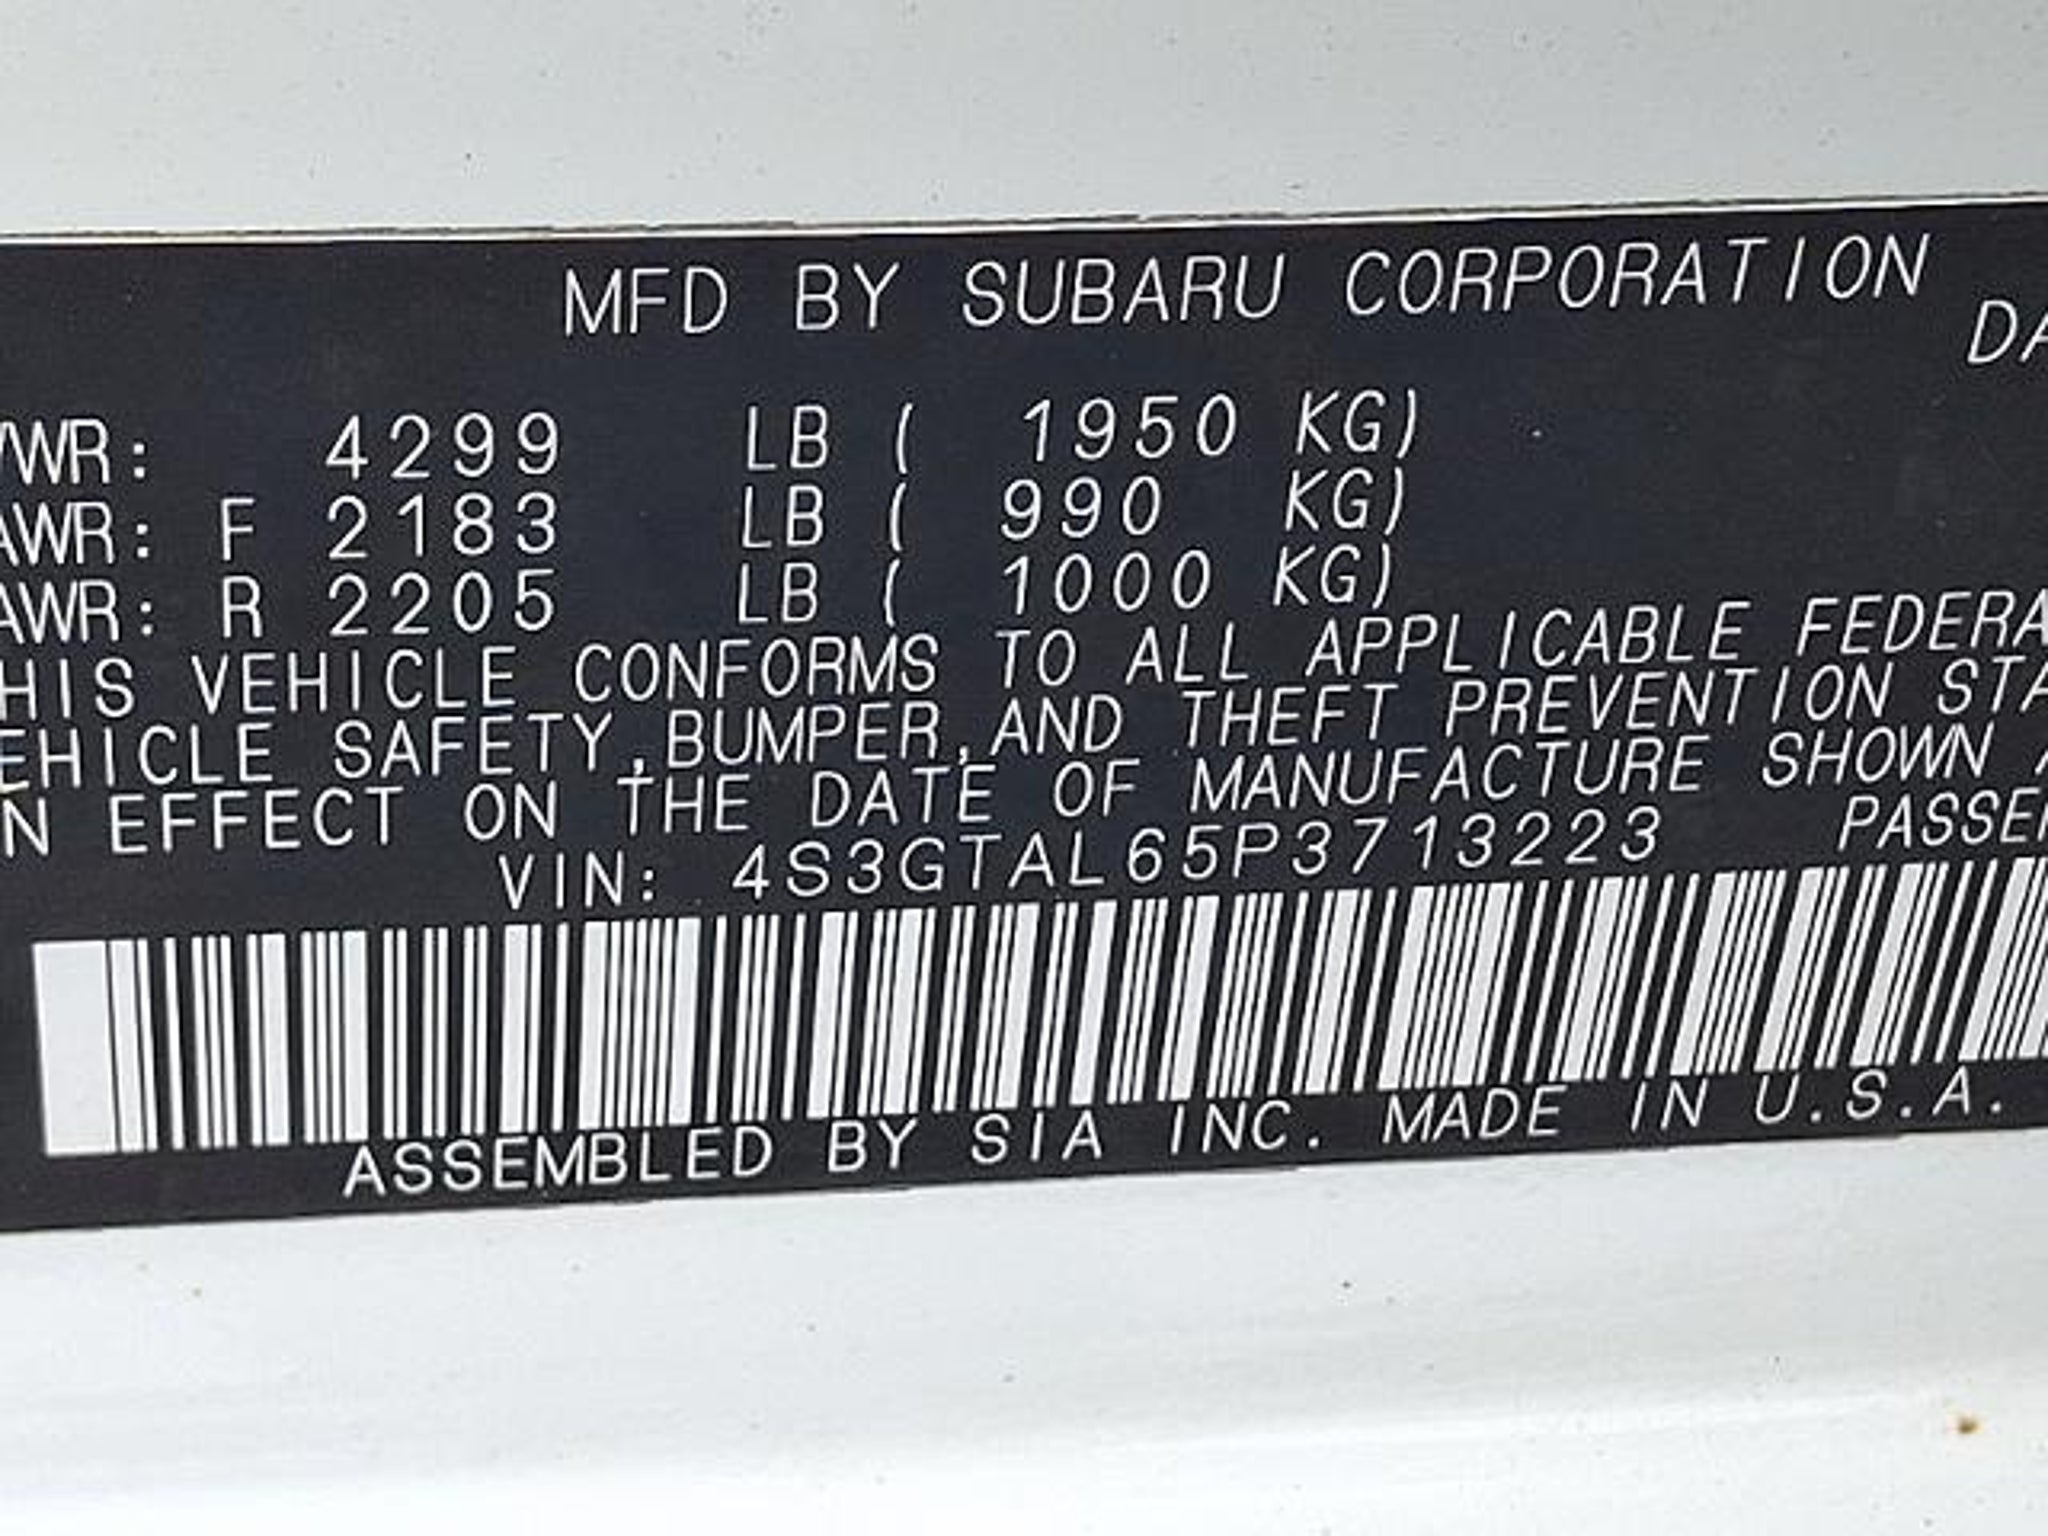 MFD BY SUBARU CORPORATION
DA
VWR: 4299 LB ( 1950 KG)
AWR: F 2183 LB ( 990 KG)
AWR: R 2205 LB ( 1000 KG)
HIS VEHICLE CONFORMS TO ALL APPLICABLE FEDERA
EHICLE SAFETY,BUMPER,AND THEFT PREVENTION STA
N EFFECT ON THE DATE OF MANUFACTURE SHOWN A
VIN: 4S3GTAL65P3713223 PASSEN
ASSEMBLED BY SIA INC. MADE IN U.S.A.